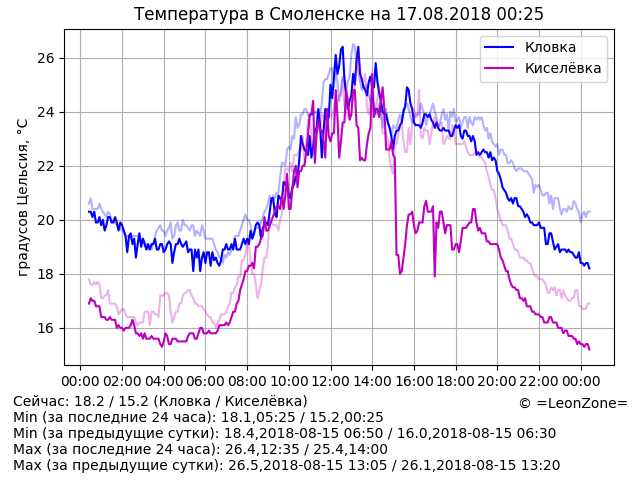 Температура в Смоленске на 17.08.2018 00:25
Кловка
Киселёвка
градусов Цельсия, °C
26
24
22
20
18
16
00:00 02:00 04:00 06:00 08:00 10:00 12:00 14:00 16:00 18:00 20:00 22:00 00:00
Сейчас: 18.2 / 15.2 (Кловка / Киселёвка)
© =LeonZone=
Min (за последние 24 часа): 18.1,05:25 / 15.2,00:25
Min (за предыдущие сутки): 18.4,2018-08-15 06:50 / 16.0,2018-08-15 06:30
Max (за последние 24 часа): 26.4,12:35 / 25.4,14:00
Max (за предыдущие сутки): 26.5,2018-08-15 13:05 / 26.1,2018-08-15 13:20